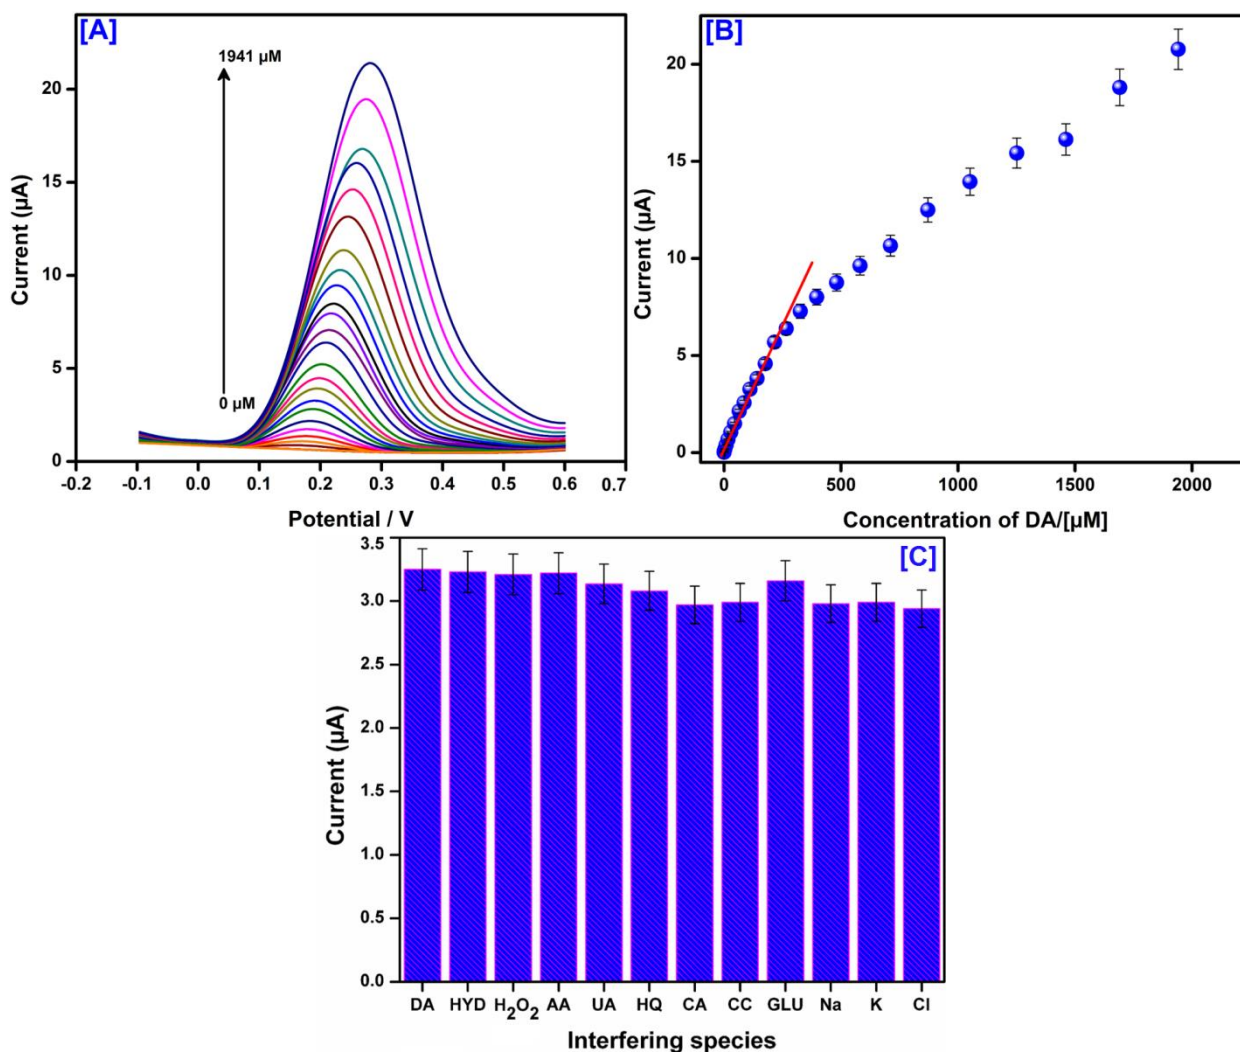 [A]
1941 µM
0 µM
20
15
10
5
0
-0.2 -0.1 0.0 0.1 0.2 0.3 0.4 0.5 0.6 0.7
Current (µA)
Potential / V
[B]
20
15
10
5
0
0 500 1000 1500 2000
Current (µA)
Concentration of DA/[µM]
[C]
3.5
3.0
2.5
2.0
1.5
1.0
0.5
0.0
Current (µA)
DA HYD H₂O₂ AA UA HQ CA CC GLU Na K Cl
Interfering species